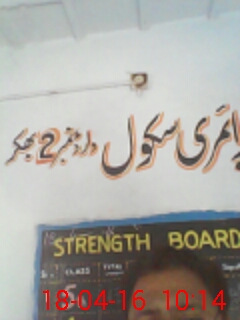 پرائمری سکول وارڈ نمبر 2 بھکر
STRENGTH BOARD
CLASS TOTAL
18-04-16 10:14